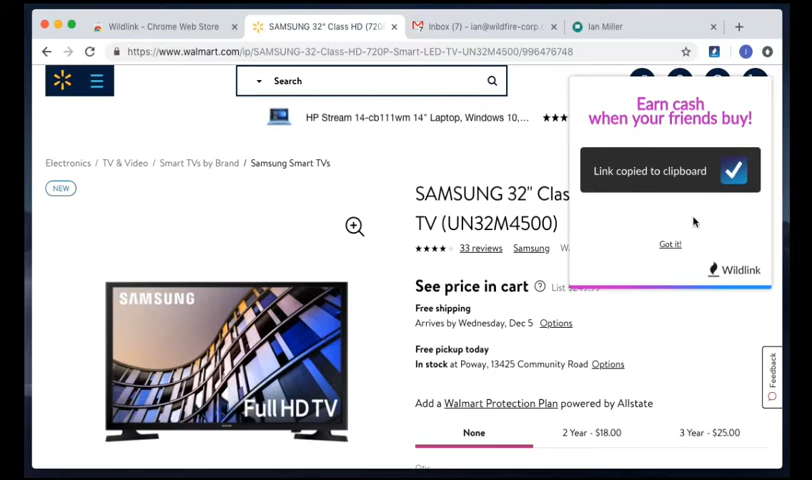 Wildlink - Chrome Web Store
SAMSUNG 32" Class HD (720P
Inbox (7) - ian@wildfire-corp.c
Ian Miller
https://www.walmart.com/ip/SAMSUNG-32-Class-HD-720P-Smart-LED-TV-UN32M4500/996476748
i
Search
HP Stream 14-cb111wm 14" Laptop, Windows 10,...
Earn cash
when your friends buy!
Link copied to clipboard
Got it!
Wildlink
Electronics / TV & Video / Smart TVs by Brand / Samsung Smart TVs
NEW
SAMSUNG 32" Clas
TV (UN32M4500)
33 reviews Samsung
See price in cart ? List
Free shipping
Arrives by Wednesday, Dec 5 Options
Free pickup today
In stock at Poway, 13425 Community Road Options
Add a Walmart Protection Plan powered by Allstate
None 2 Year - $18.00 3 Year - $25.00
Feedback
SAMSUNG
Full HD TV